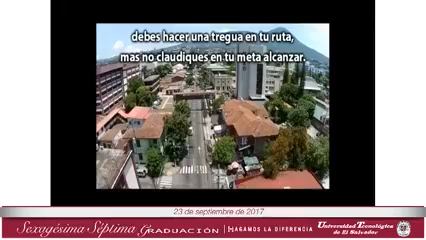 debes hacer una tregua en tu ruta,
mas no claudiques en tu meta alcanzar.
23 de septiembre de 2017
Sexagésima Séptima GRADUACIÓN | HAGAMOS LA DIFERENCIA Universidad Tecnológica
de El Salvador